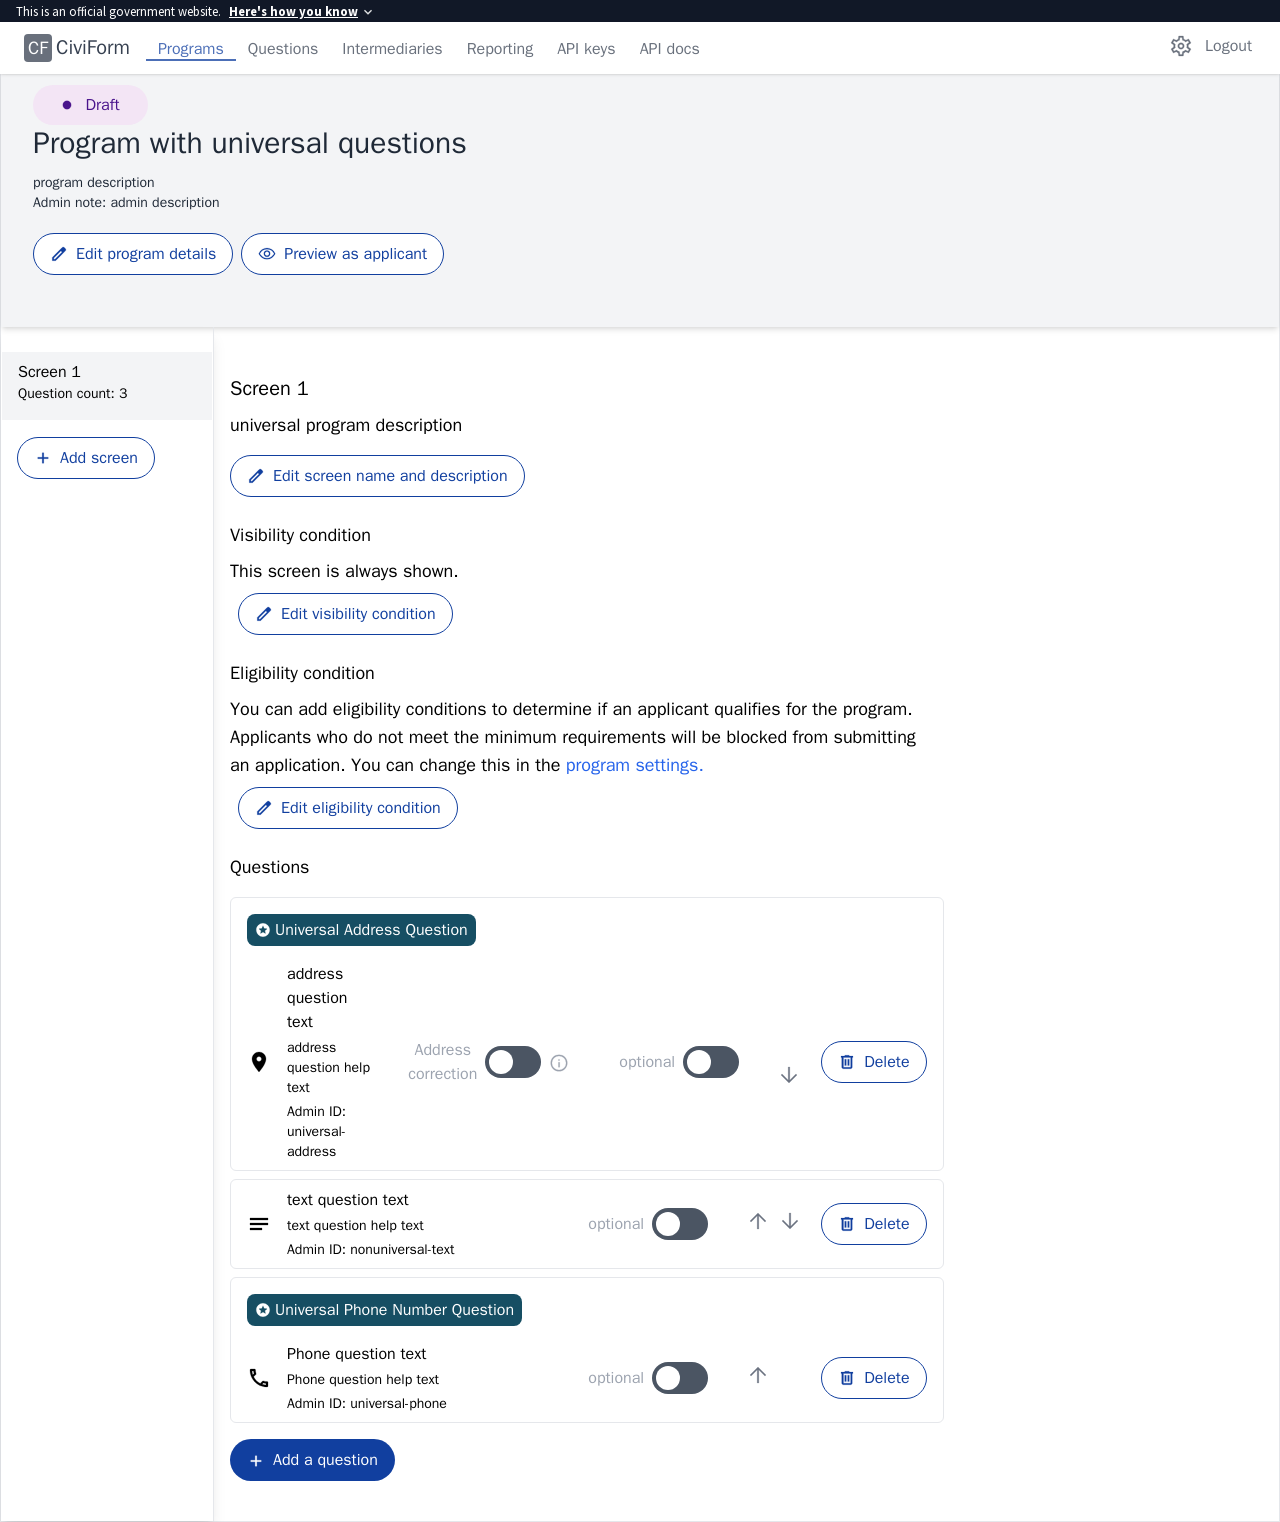 This is an official government website. Here's how you know
CF CiviForm Programs Questions Intermediaries Reporting API keys API docs Logout
Draft
Program with universal questions
program description
Admin note: admin description
Edit program details Preview as applicant
Screen 1
Question count: 3
Add screen
Screen 1
universal program description
Edit screen name and description
Visibility condition
This screen is always shown.
Edit visibility condition
Eligibility condition
You can add eligibility conditions to determine if an applicant qualifies for the program.
Applicants who do not meet the minimum requirements will be blocked from submitting
an application. You can change this in the program settings.
Edit eligibility condition
Questions
Universal Address Question
address
question
text
address
question help
text
Admin ID:
universal-
address
Address
correction
optional
Delete
text question text
text question help text
Admin ID: nonuniversal-text
optional
Delete
Universal Phone Number Question
Phone question text
Phone question help text
Admin ID: universal-phone
optional
Delete
Add a question